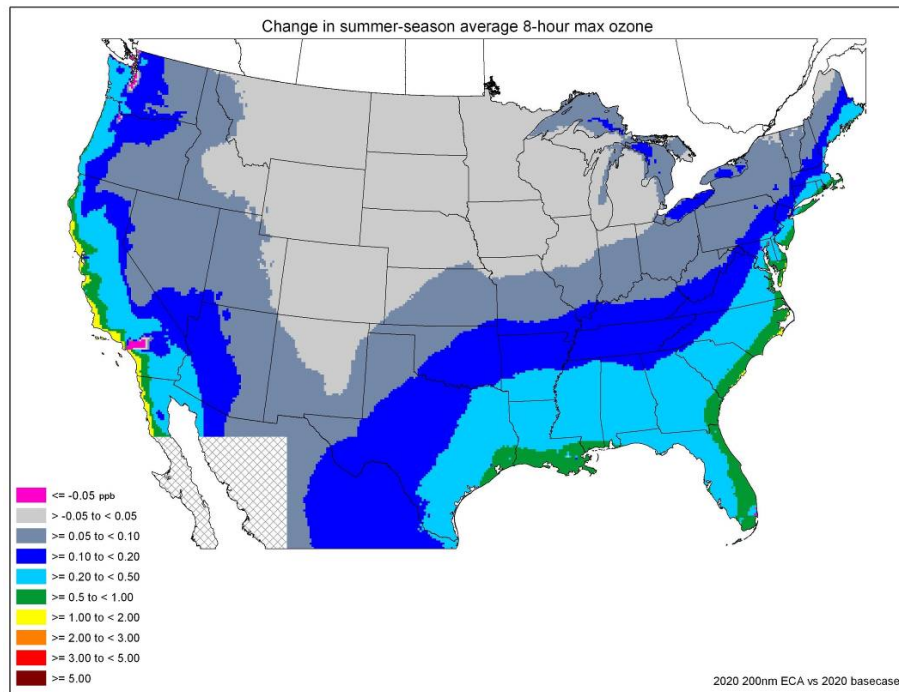 Change in summer-season average 8-hour max ozone
<= -0.05 ppb
> -0.05 to < 0.05
>= 0.05 to < 0.10
>= 0.10 to < 0.20
>= 0.20 to < 0.50
>= 0.5 to < 1.00
>= 1.00 to < 2.00
>= 2.00 to < 3.00
>= 3.00 to < 5.00
>= 5.00
2020 200nm ECA vs 2020 basecase